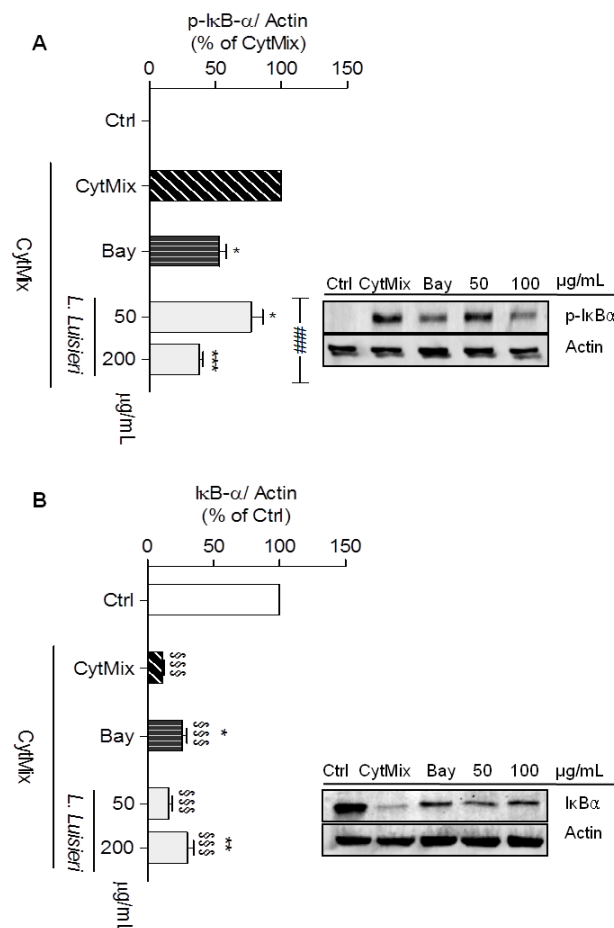 A
p-IκB-α/ Actin
(% of CytMix)
0 50 100 150
Ctrl
CytMix
Bay
50
200
CytMix
L. Luisieri
µg/mL
*
*
***
###
Ctrl CytMix Bay 50 100 µg/mL
p-IκBα
Actin
B
IκB-α/ Actin
(% of Ctrl)
0 50 100 150
Ctrl
CytMix
Bay
50
200
CytMix
L. Luisieri
µg/mL
§§§
§§§ *
§§§
§§§ **
Ctrl CytMix Bay 50 100 µg/mL
IκBα
Actin